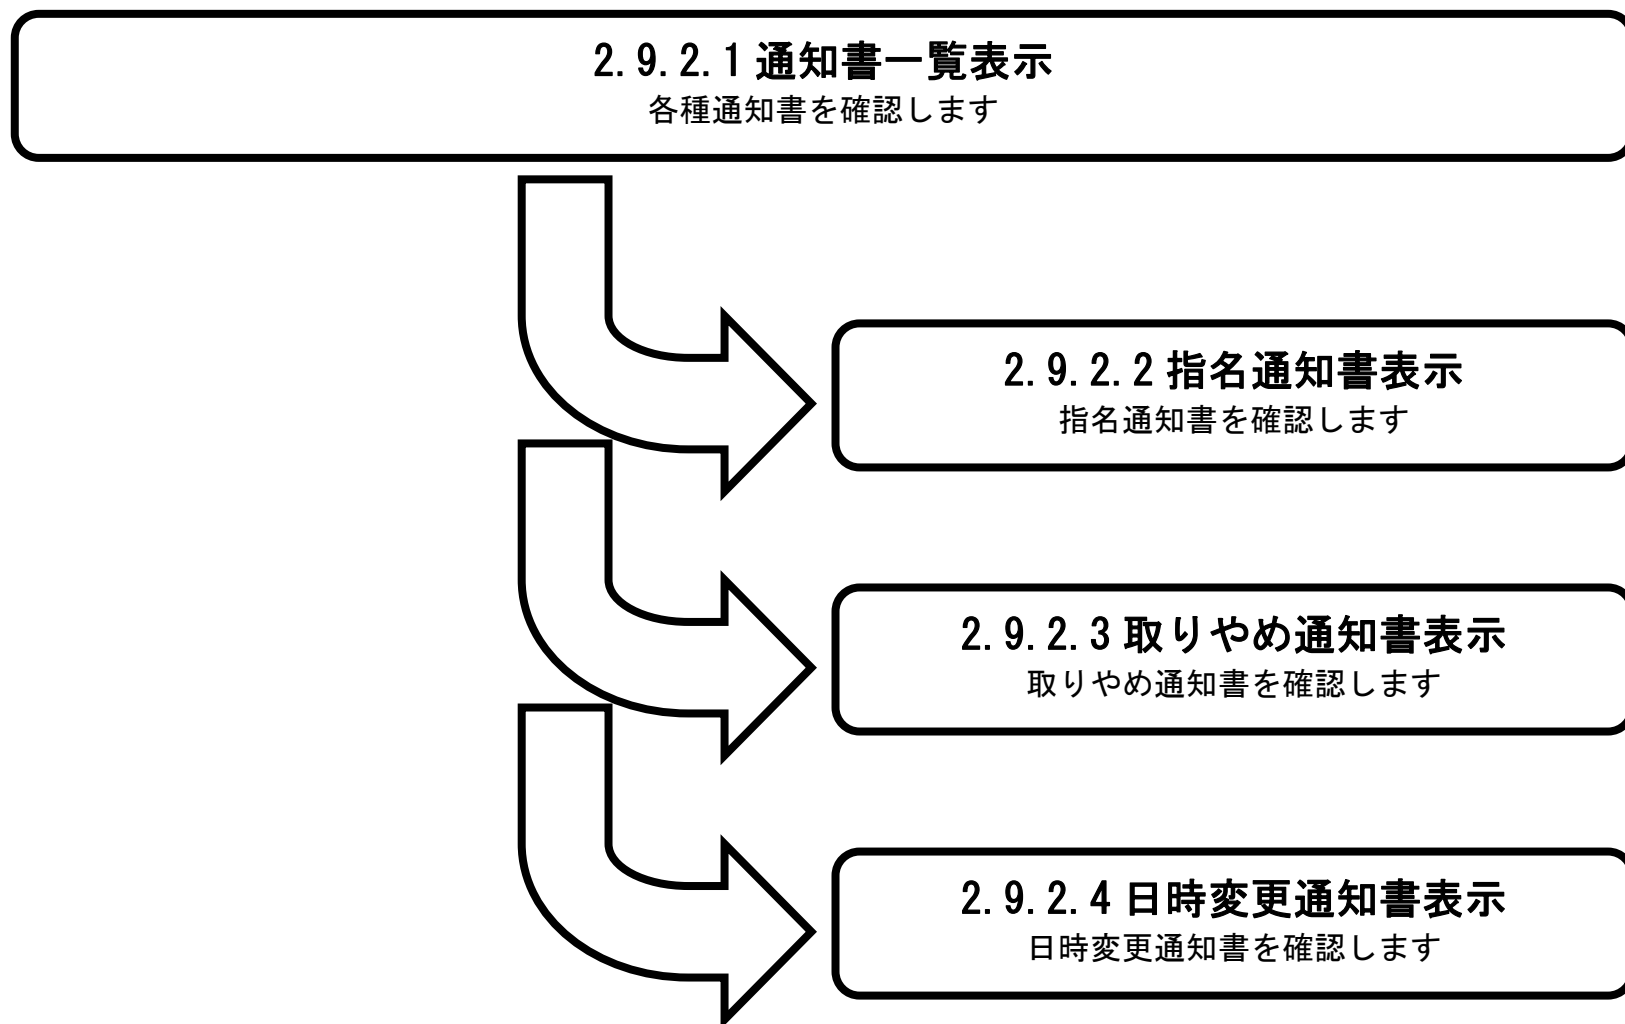 2.9.2.1 通知書一覧表示
各種通知書を確認します
2.9.2.2 指名通知書表示
指名通知書を確認します
2.9.2.3 取りやめ通知書表示
取りやめ通知書を確認します
2.9.2.4 日時変更通知書表示
日時変更通知書を確認します